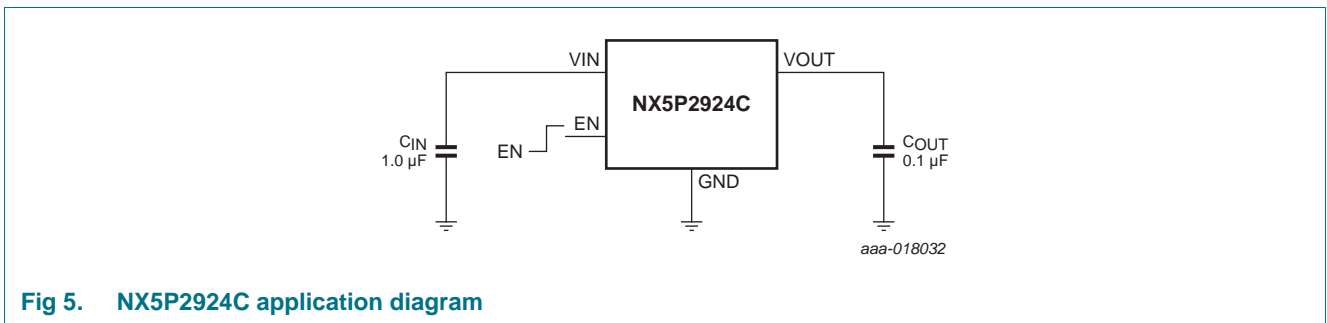 VIN
VOUT
NX5P2924C
EN
EN
CIN
1.0 µF
COUT
0.1 µF
GND
aaa-018032
Fig 5. NX5P2924C application diagram